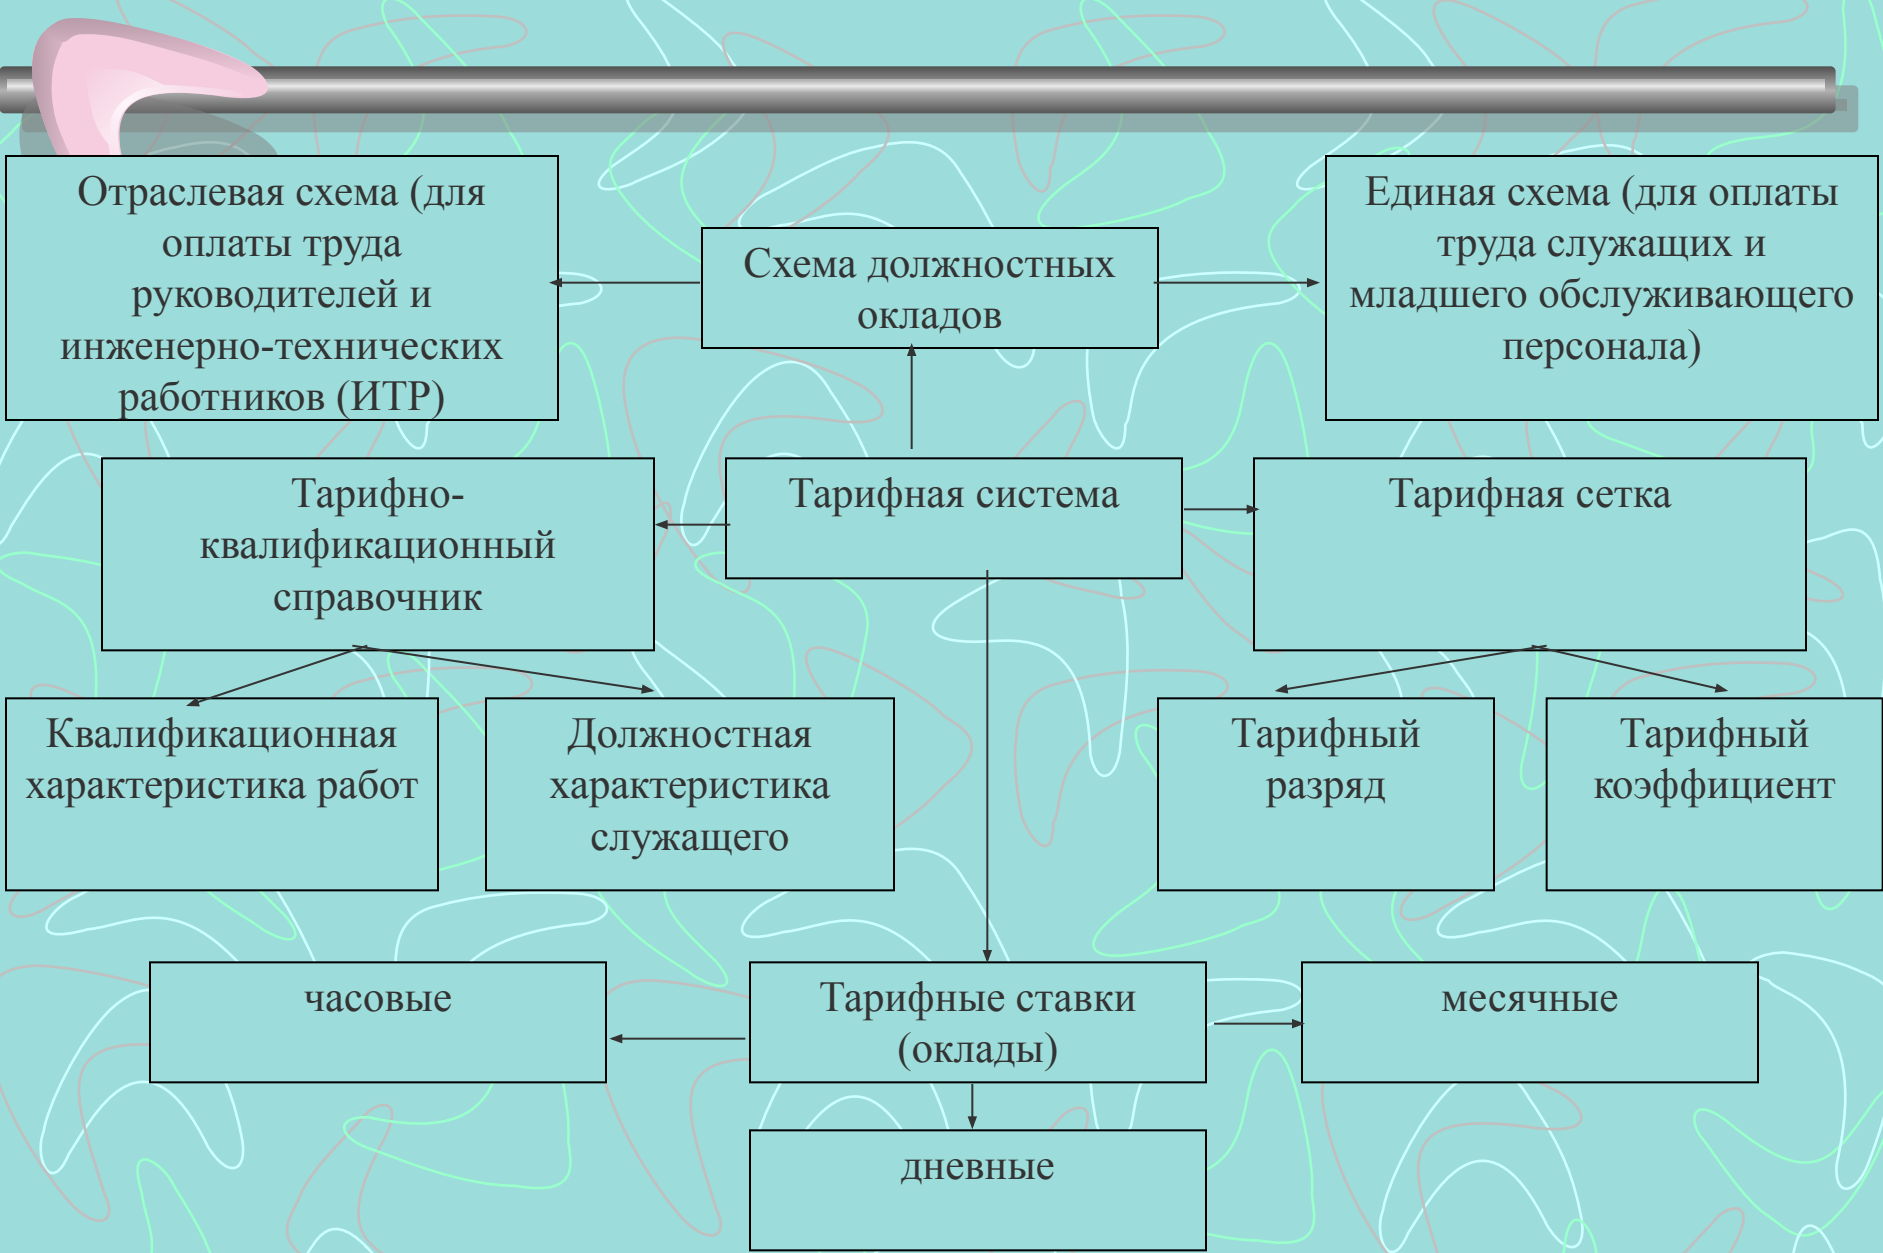 Отраслевая схема (для
оплаты труда
руководителей и
инженерно-технических
работников (ИТР)
Схема должностных
окладов
Единая схема (для оплаты
труда служащих и
младшего обслуживающего
персонала)
Тарифно-
квалификационный
справочник
Тарифная система
Тарифная сетка
Квалификационная
характеристика работ
Должностная
характеристика
служащего
Тарифный
разряд
Тарифный
коэффициент
часовые
Тарифные ставки
(оклады)
месячные
дневные